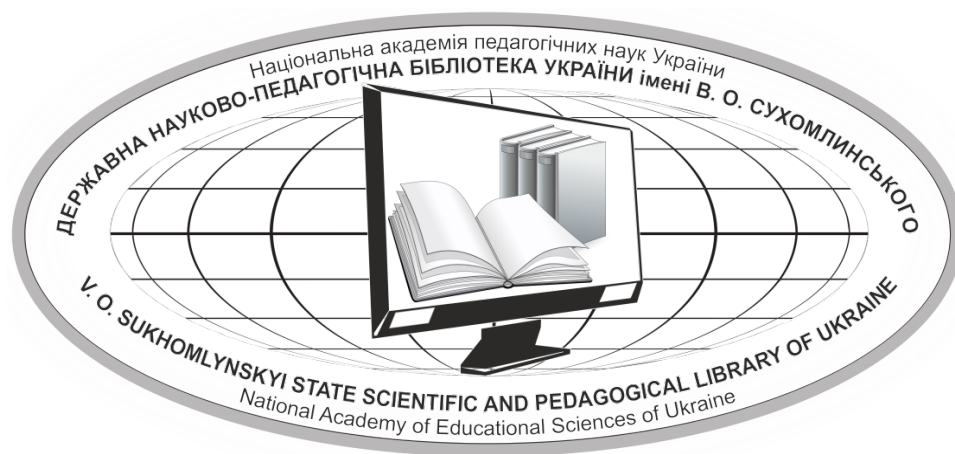 Національна академія педагогічних наук України
ДЕРЖАВНА НАУКОВО-ПЕДАГОГІЧНА БІБЛІОТЕКА УКРАЇНИ імені В. О. СУХОМЛИНСЬКОГО
V. O. SUKHOMLYNSKYI STATE SCIENTIFIC AND PEDAGOGICAL LIBRARY OF UKRAINE
National Academy of Educational Sciences of Ukraine